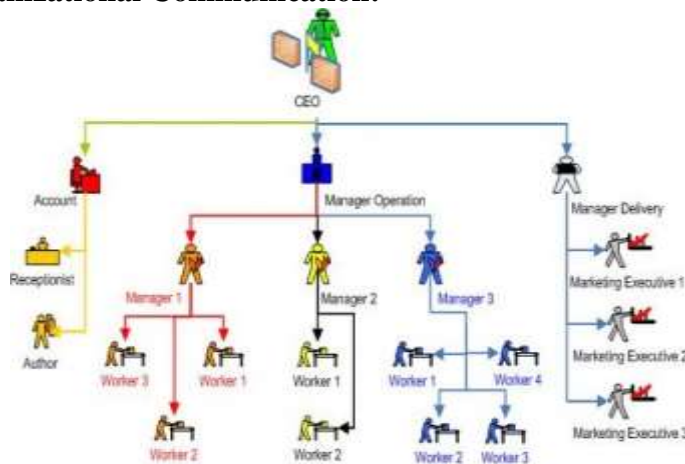 CEO
Account
Manager Operation
Manager Delivery
Receptionist
Manager 1
Manager 2
Manager 3
Marketing Executive 1
Author
Worker 3
Worker 1
Worker 1
Worker 1
Worker 4
Marketing Executive 2
Worker 2
Worker 2
Worker 2
Worker 3
Marketing Executive 3